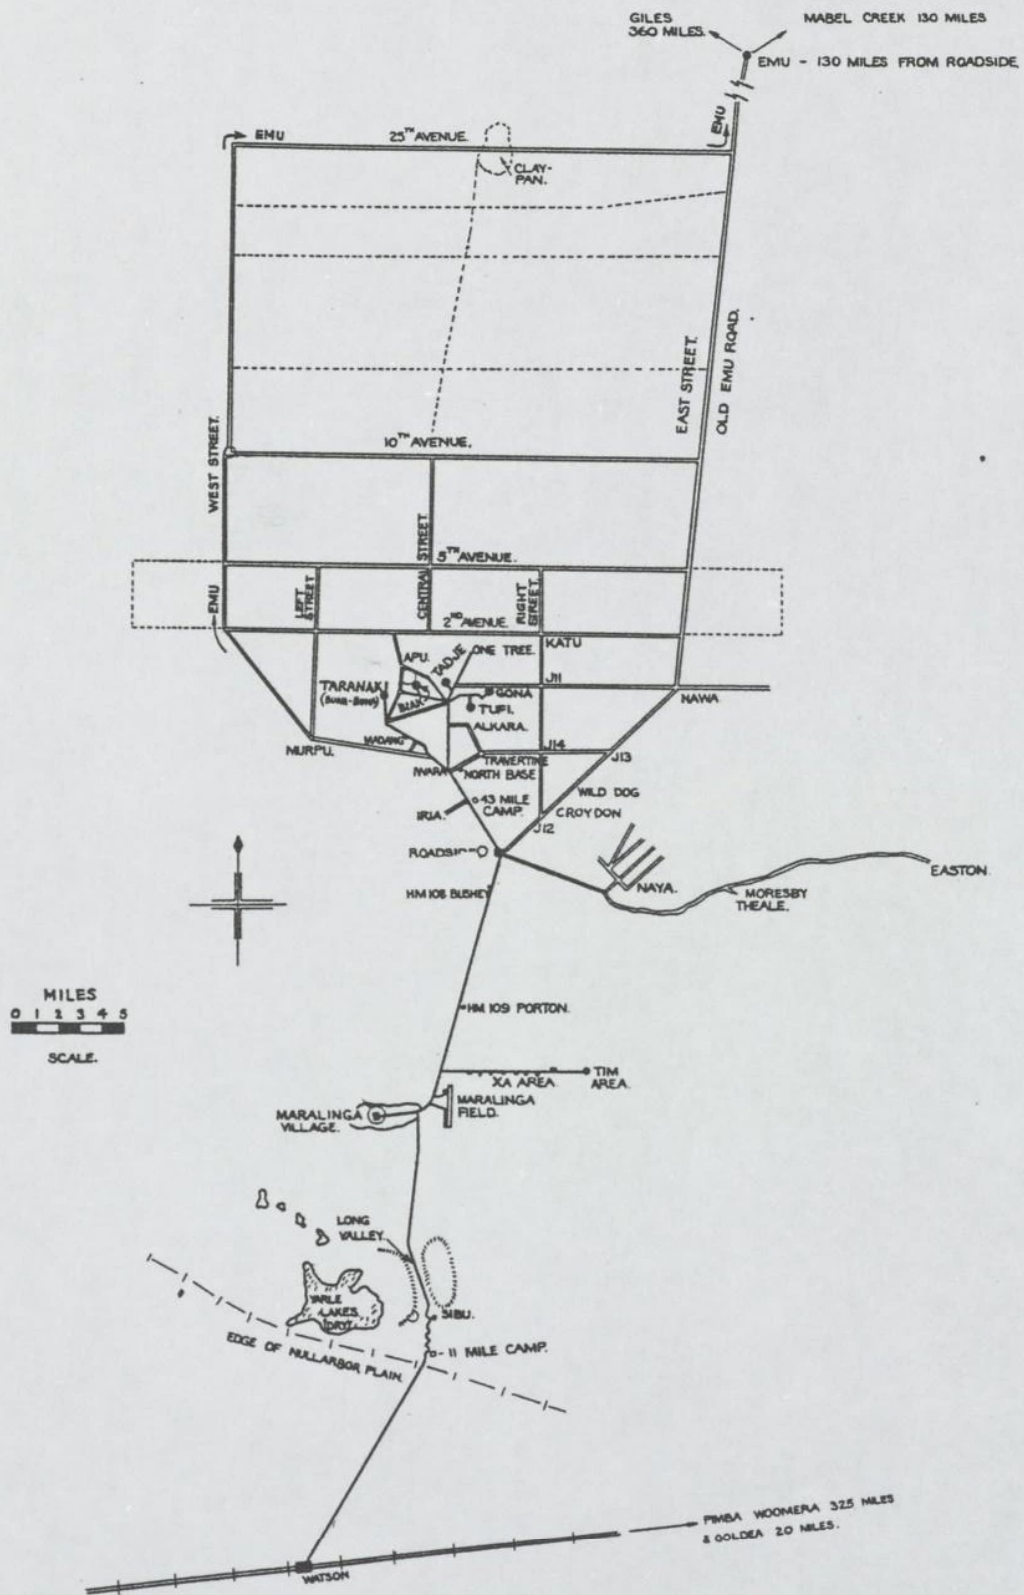 GILES
360 MILES.
MABEL CREEK 130 MILES
EMU - 130 MILES FROM ROADSIDE.
EMU
EMU
25TH AVENUE.
CLAY-
PAN.
EAST STREET.
OLD EMU ROAD.
WEST STREET.
10TH AVENUE.
CENTRAL STREET.
5TH AVENUE.
EMU
LEFT
STREET
RIGHT
STREET.
2ND AVENUE.
KATU
APU.
TADJE
ONE TREE.
J11
TARANAKI
BIAK
GONA
TUFI.
NAWA.
ALKARA.
MADANG
MURPU.
J14
TRAVERTINE
J13
IWARA
NORTH BASE
WILD DOG
43 MILE
CAMP.
IRIA.
CROYDON
J12
ROADSIDE
HM 108 BUSHEY
NAYA.
MORESBY
THEALE.
EASTON.
MILES
0 1 2 3 4 5
SCALE.
HM 109 PORTON.
XA AREA.
TIM
AREA.
MARALINGA
FIELD.
MARALINGA
VILLAGE.
LONG
VALLEY.
YARLE
LAKES
(DRY).
SIBU.
EDGE OF NULLARBOR PLAIN.
11 MILE CAMP.
PIMBA WOOMERA 325 MILES
& OOLDEA 20 MILES.
WATSON